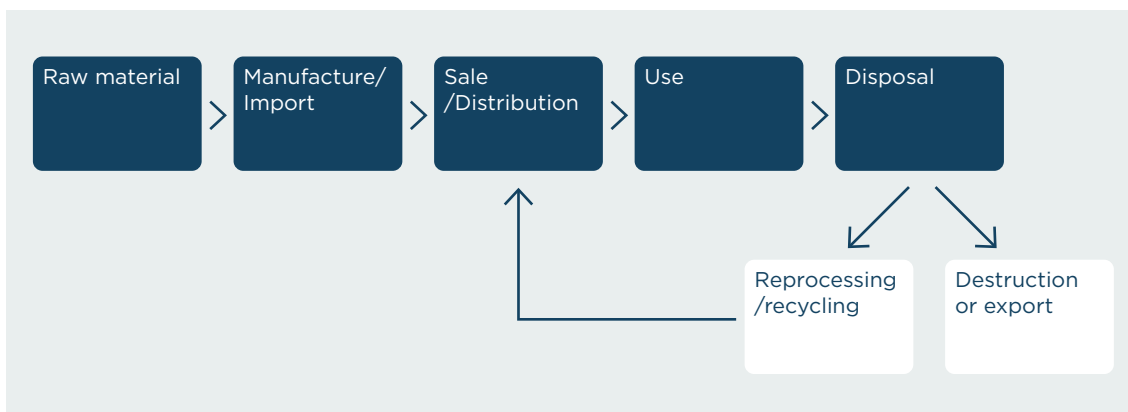 Raw material
Manufacture/
Import
Sale
/Distribution
Use
Disposal
Reprocessing
/recycling
Destruction
or export